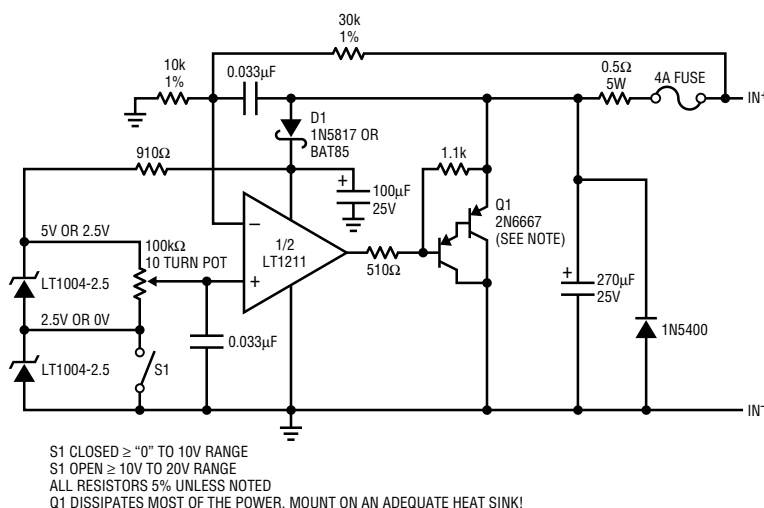 30k
1%
10k
1%
0.033µF
0.5Ω
5W
4A FUSE
IN+
D1
1N5817 OR
BAT85
910Ω
1.1k
+
100µF
25V
Q1
2N6667
(SEE NOTE)
5V OR 2.5V
100kΩ
10 TURN POT
–
1/2
LT1211
+
510Ω
LT1004-2.5
+
270µF
25V
2.5V OR 0V
0.033µF
1N5400
LT1004-2.5
S1
IN–
S1 CLOSED ≥ “0” TO 10V RANGE
S1 OPEN ≥ 10V TO 20V RANGE
ALL RESISTORS 5% UNLESS NOTED
Q1 DISSIPATES MOST OF THE POWER. MOUNT ON AN ADEQUATE HEAT SINK!